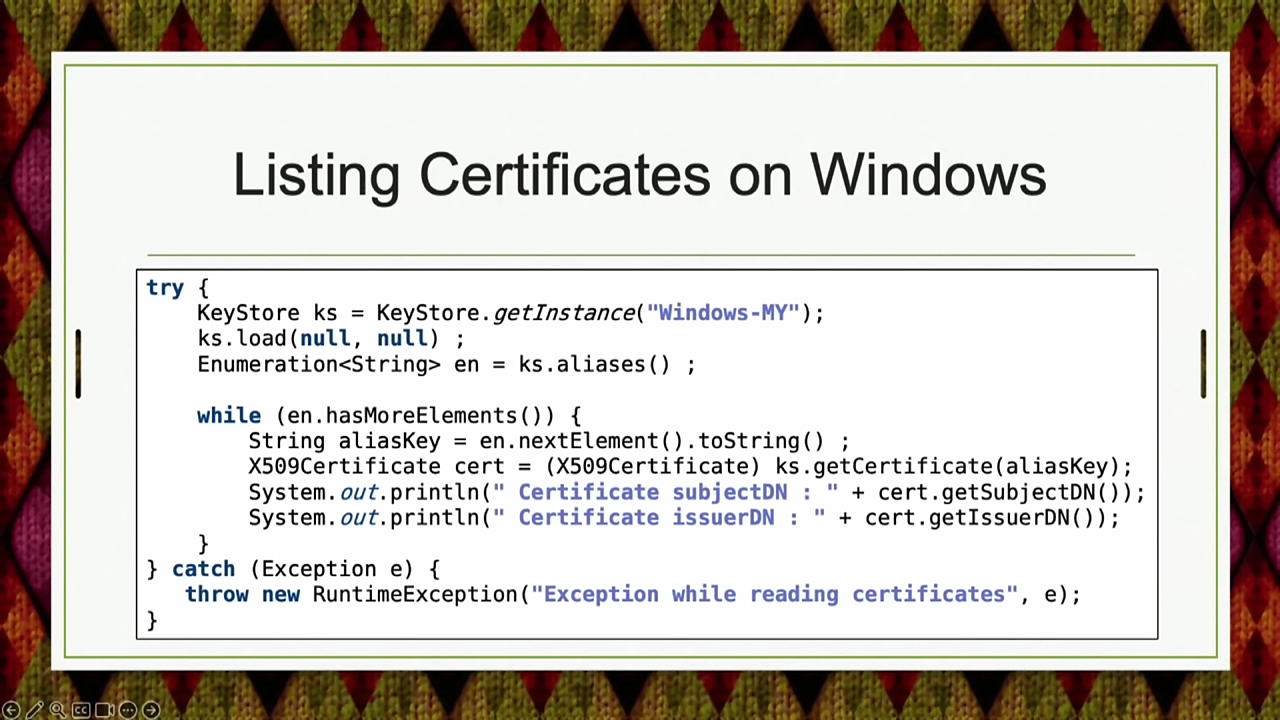 Listing Certificates on Windows
try {
    KeyStore ks = KeyStore.getInstance("Windows-MY");
    ks.load(null, null) ;
    Enumeration<String> en = ks.aliases() ;
    while (en.hasMoreElements()) {
        String aliasKey = en.nextElement().toString() ;
        X509Certificate cert = (X509Certificate) ks.getCertificate(aliasKey);
        System.out.println(" Certificate subjectDN : " + cert.getSubjectDN());
        System.out.println(" Certificate issuerDN : " + cert.getIssuerDN());
    }
} catch (Exception e) {
   throw new RuntimeException("Exception while reading certificates", e);
}
CC